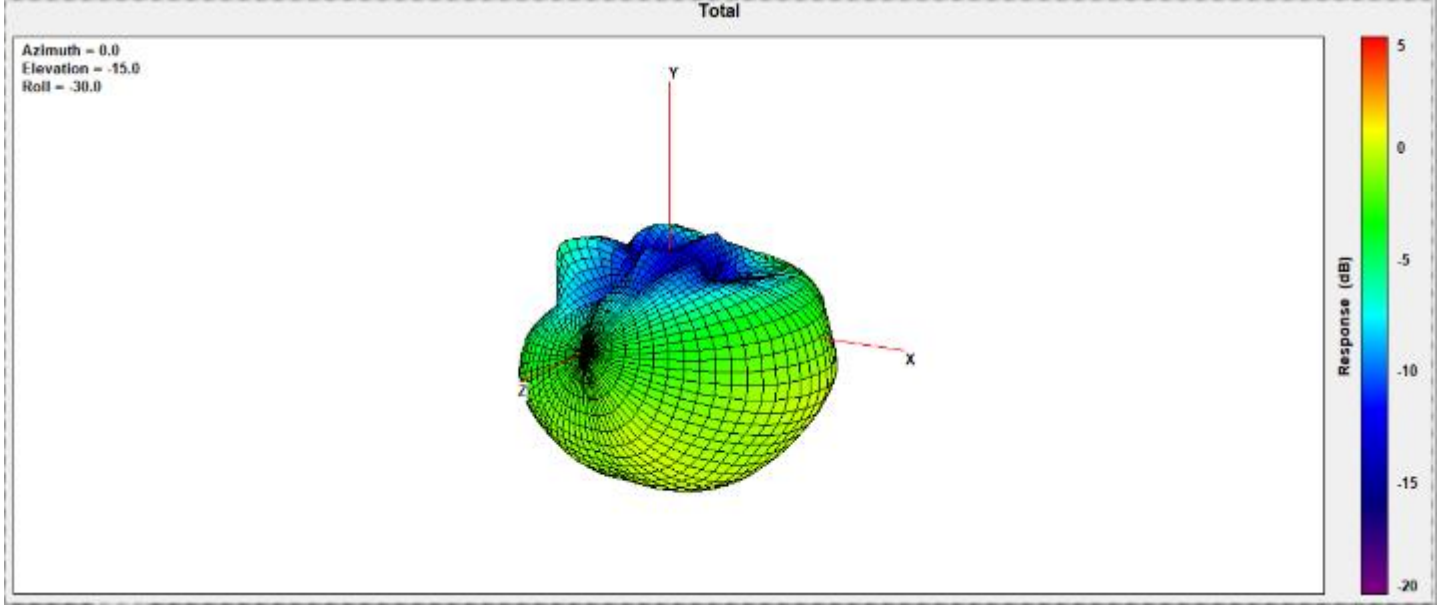 Total
Azimuth = 0.0
Elevation = -15.0
Roll = -30.0
Y
X
Z
5
0
-5
-10
-15
-20
Response (dB)